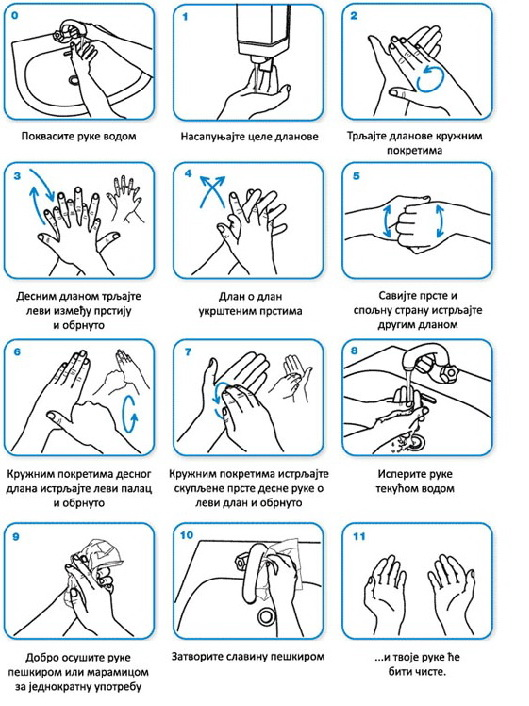 0
Поквасите руке водом
1
Насапуњајте целе дланове
2
Трљајте дланове кружним
покретима
3
Десним дланом трљајте
леви између прстију
и обрнуто
4
Длан о длан
укрштеним прстима
5
Савијте прсте и
спољну страну истрљајте
другим дланом
6
Кружним покретима десног
длана истрљајте леви палац
и обрнуто
7
Кружним покретима истрљајте
скупљене прсте десне руке о
леви длан и обрнуто
8
Исперите руке
текућом водом
9
Добро осушите руке
пешкиром или марамицом
за једнократну употребу
10
Затворите славину пешкиром
11
...и твоје руке ће
бити чисте.